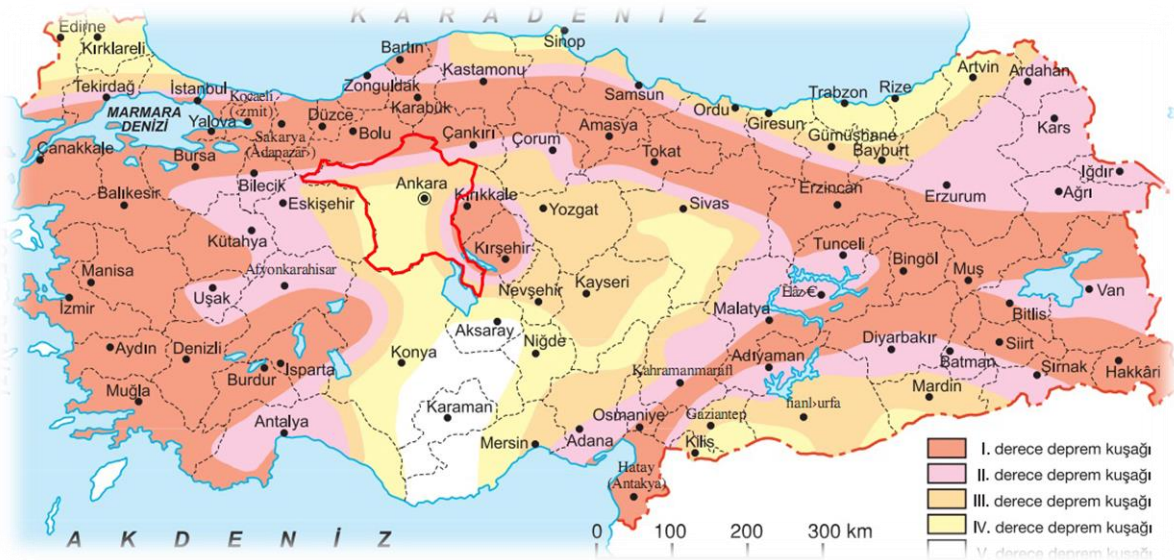 K A R A D E N İ Z
Edirne
Kırklareli
Tekirdağ
İstanbul
MARMARA
DENİZİ
Yalova
Kocaeli
Sakarya
Düzce
Bolu
Zonguldak
Bartın
Karabük
Kastamonu
Sinop
Samsun
Ordu
Giresun
Trabzon
Rize
Artvin
Ardahan
Kars
Iğdır
Ağrı
Gümüşhane
Bayburt
Erzurum
Erzincan
Çanakkale
Bursa
Bilecik
Balıkesir
Eskişehir
Kütahya
Ankara
Çankırı
Çorum
Amasya
Tokat
Kırıkkale
Yozgat
Sivas
Kırşehir
Tunceli
Bingöl
Muş
Van
Bitlis
Manisa
İzmir
Uşak
Afyonkarahisar
Nevşehir
Kayseri
Malatya
Aksaray
Niğde
Konya
Aydın
Denizli
Burdur
Isparta
Muğla
Antalya
Karaman
Mersin
Adana
Osmaniye
Adıyaman
Diyarbakır
Batman
Siirt
Şırnak
Hakkâri
Mardin
Gaziantep
Kilis
Hatay
(Antakya)
A K D E N İ Z
I. derece deprem kuşağı
II. derece deprem kuşağı
III. derece deprem kuşağı
IV. derece deprem kuşağı
V. derece deprem kuşağı
0 100 200 300 km